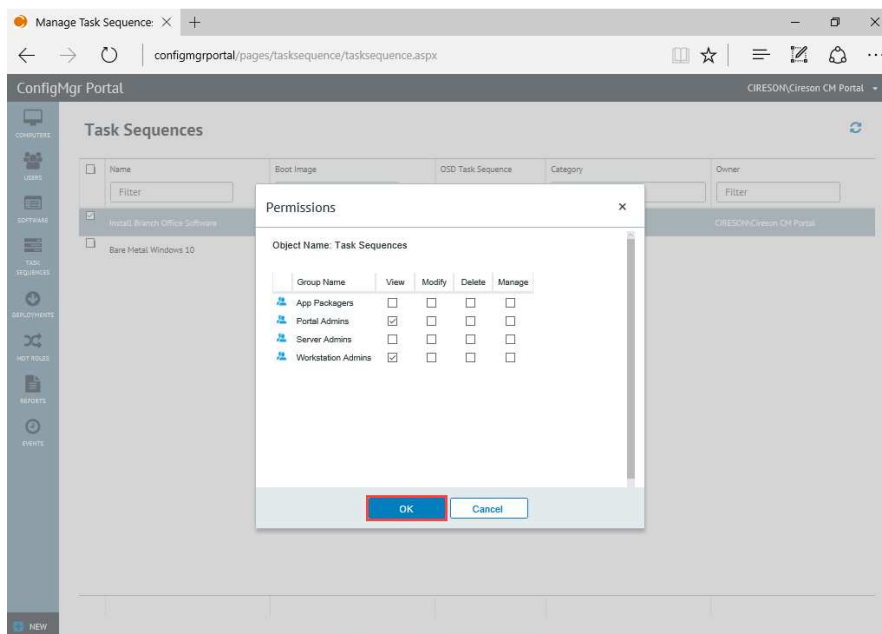 Manage Task Sequence:
configmgrportal/pages/tasksequence/tasksequence.aspx
ConfigMgr Portal
CIRESON\Cireson CM Portal
COMPUTERS
USERS
SOFTWARE
TASK
SEQUENCES
DEPLOYMENTS
HOT ROLES
REPORTS
EVENTS
NEW
Task Sequences
Name Boot Image OSD Task Sequence Category Owner
Filter Filter
Install Branch Office Software CIRESON\Cireson CM Portal
Bare Metal Windows 10
Permissions
Object Name: Task Sequences
Group Name View Modify Delete Manage
App Packagers
Portal Admins
Server Admins
Workstation Admins
OK Cancel